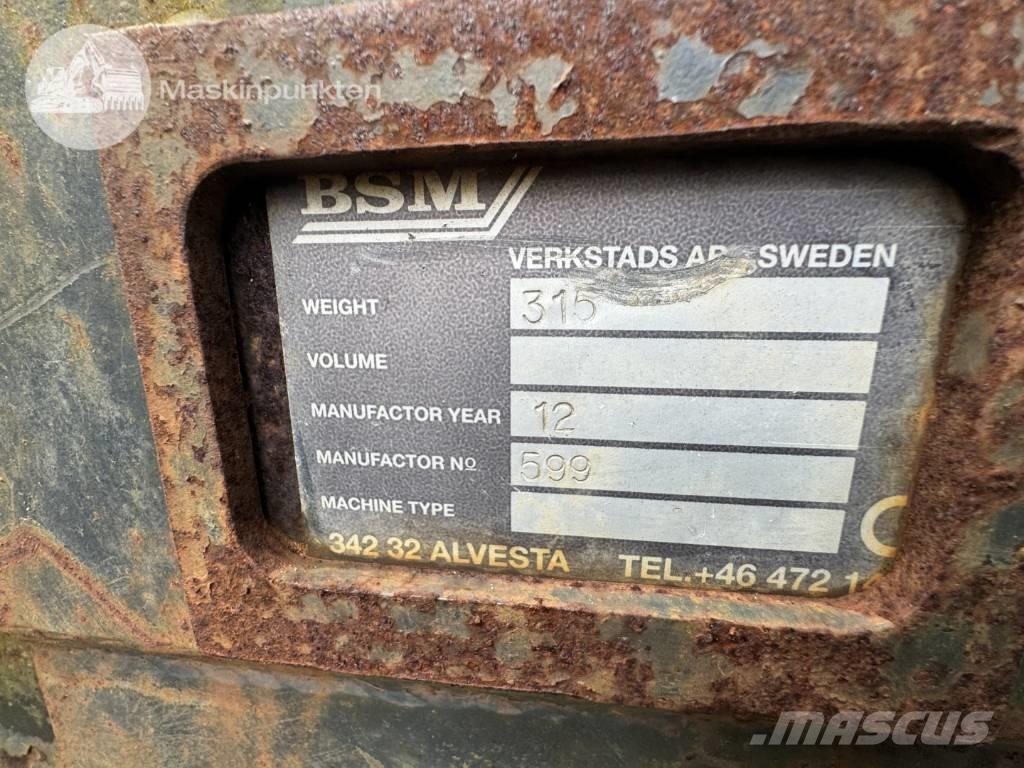 Maskinpunkten
BSM
VERKSTADS AB SWEDEN
WEIGHT 315
VOLUME
MANUFACTOR YEAR 12
MANUFACTOR Nº 599
MACHINE TYPE
342 32 ALVESTA TEL.+46 472 1
MASCUS